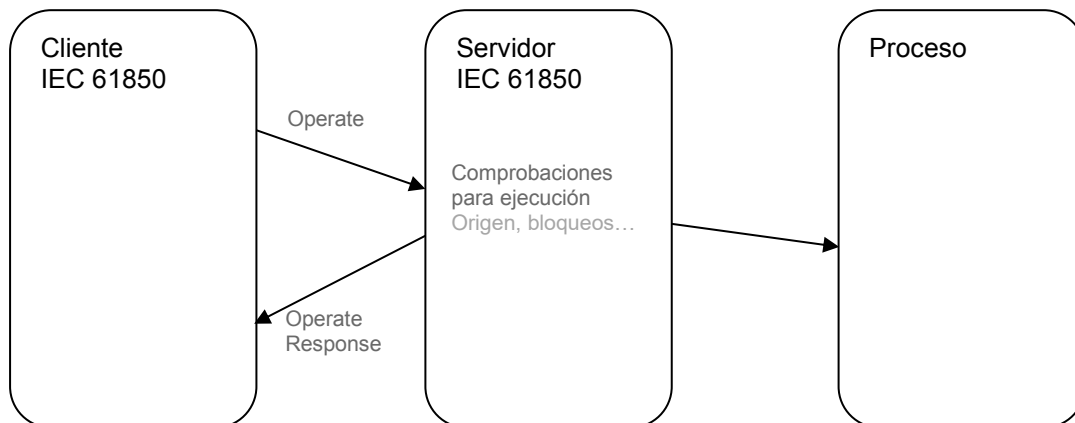 Cliente
IEC 61850
Servidor
IEC 61850
Proceso
Operate
Comprobaciones
para ejecución
Origen, bloqueos…
Operate
Response